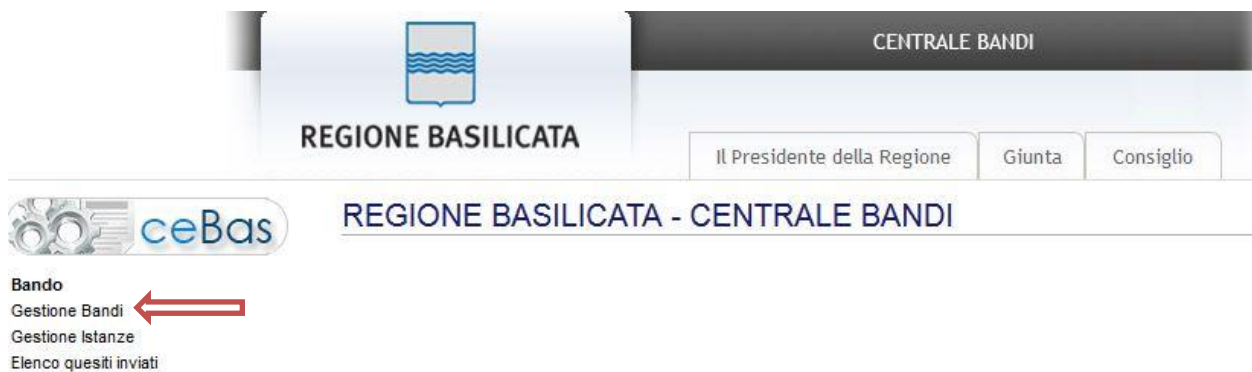 CENTRALE BANDI
REGIONE BASILICATA
Il Presidente della Regione
Giunta
Consiglio
ceBas
REGIONE BASILICATA - CENTRALE BANDI
Bando
Gestione Bandi
Gestione Istanze
Elenco quesiti inviati